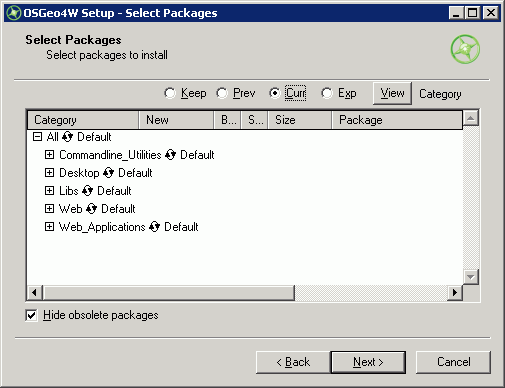 OSGeo4W Setup - Select Packages
Select Packages
Select packages to install
Keep Prev Curr Exp View Category
Category New B... S... Size Package
All Default
Commandline_Utilities Default
Desktop Default
Libs Default
Web Default
Web_Applications Default
Hide obsolete packages
< Back Next > Cancel